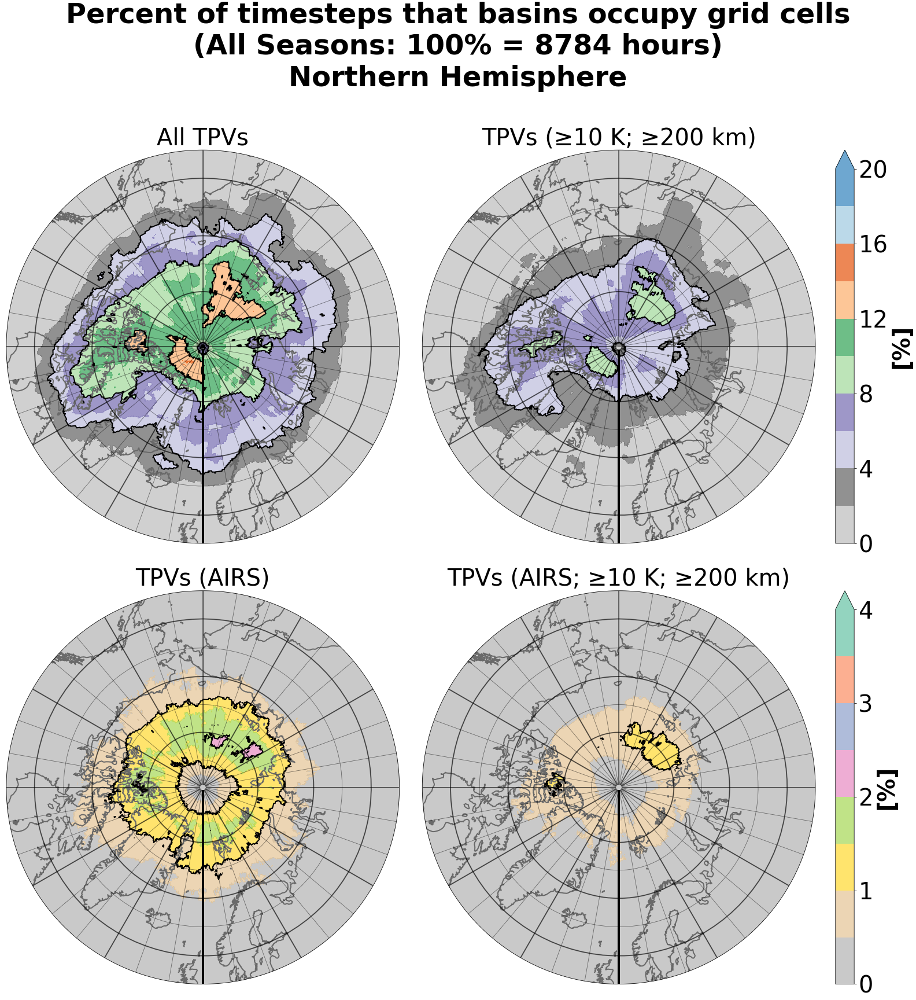 Percent of timesteps that basins occupy grid cells
(All Seasons: 100% = 8784 hours)
Northern Hemisphere
All TPVs
TPVs (≥10 K; ≥200 km)
20
16
12
8
4
0
[%]
TPVs (AIRS)
TPVs (AIRS; ≥10 K; ≥200 km)
4
3
2
1
0
[%]